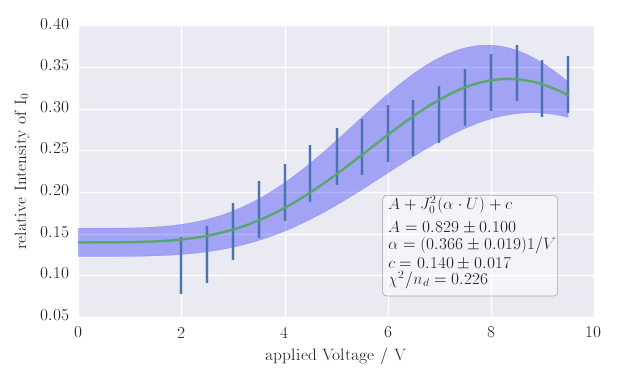 0.40
0.35
0.30
0.25
0.20
0.15
0.10
0.05
relative Intensity of I₀
A + J₀²(α · U) + c
A = 0.829 ± 0.100
α = (0.366 ± 0.019)1/V
c = 0.140 ± 0.017
χ²/n_d = 0.226
0 2 4 6 8 10
applied Voltage / V